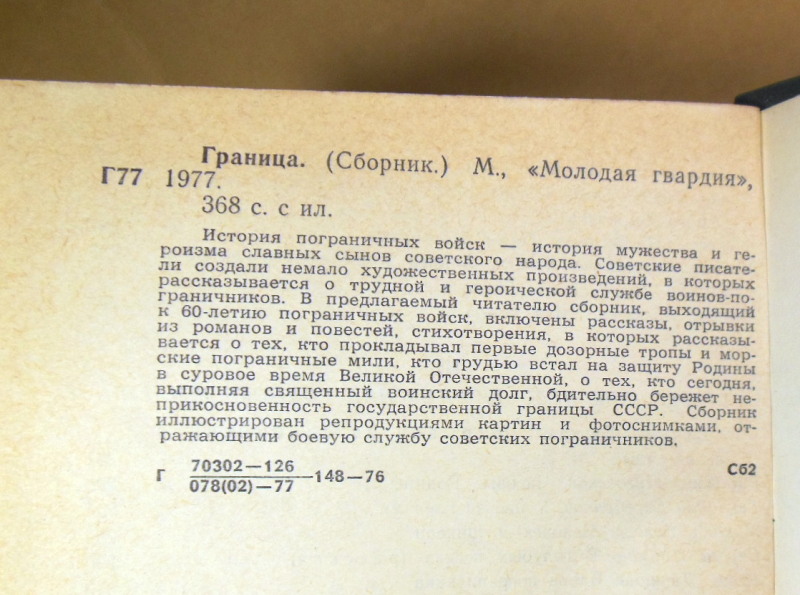 Граница. (Сборник.) М., «Молодая гвардия»,
Г77 1977.
368 с. с ил.
История пограничных войск — история мужества и ге-
роизма славных сынов советского народа. Советские писате-
ли создали немало художественных произведений, в которых
рассказывается о трудной и героической службе воинов-по-
граничников. В предлагаемый читателю сборник, выходящий
к 60-летию пограничных войск, включены рассказы, отрывки
из романов и повестей, стихотворения, в которых рассказы-
вается о тех, кто прокладывал первые дозорные тропы и мор-
ские пограничные мили, кто грудью встал на защиту Родины
в суровое время Великой Отечественной, о тех, кто сегодня,
выполняя священный воинский долг, бдительно бережет не-
прикосновенность государственной границы СССР. Сборник
иллюстрирован репродукциями картин и фотоснимками, от-
ражающими боевую службу советских пограничников.
Г 70302—126
078(02)—77 148—76 Сб2